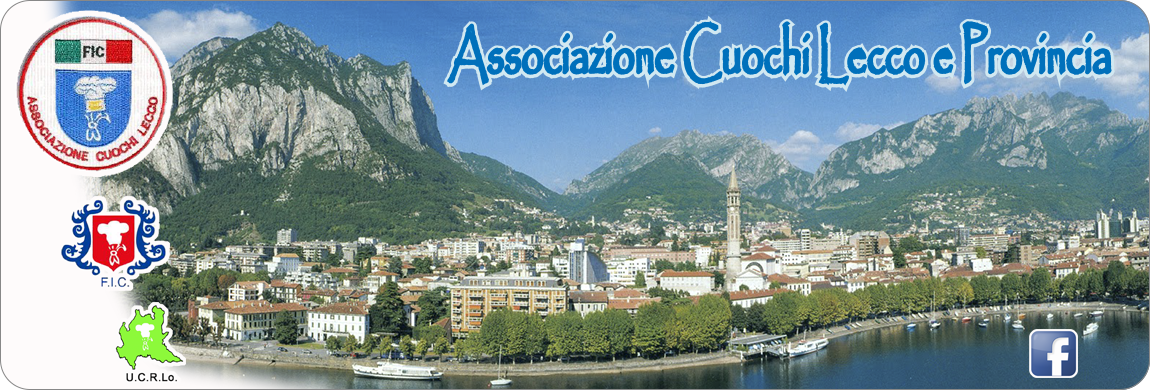 Associazione Cuochi Lecco e Provincia
FIC
ASSOCIAZIONE CUOCHI LECCO
F.I.C.
U.C.R.Lo.
f